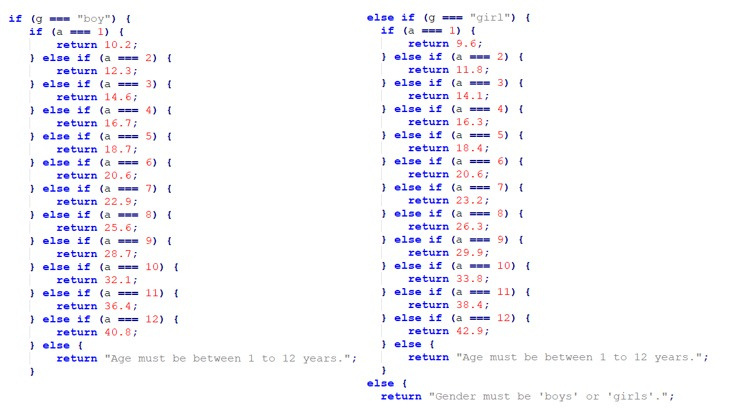 if (g === "boy") {
if (a === 1) {
return 10.2;
} else if (a === 2) {
return 12.3;
} else if (a === 3) {
return 14.6;
} else if (a === 4) {
return 16.7;
} else if (a === 5) {
return 18.7;
} else if (a === 6) {
return 20.6;
} else if (a === 7) {
return 22.9;
} else if (a === 8) {
return 25.6;
} else if (a === 9) {
return 28.7;
} else if (a === 10) {
return 32.1;
} else if (a === 11) {
return 36.4;
} else if (a === 12) {
return 40.8;
} else {
return "Age must be between 1 to 12 years.";
}
else if (g === "girl") {
if (a === 1) {
return 9.6;
} else if (a === 2) {
return 11.8;
} else if (a === 3) {
return 14.1;
} else if (a === 4) {
return 16.3;
} else if (a === 5) {
return 18.4;
} else if (a === 6) {
return 20.6;
} else if (a === 7) {
return 23.2;
} else if (a === 8) {
return 26.3;
} else if (a === 9) {
return 29.9;
} else if (a === 10) {
return 33.8;
} else if (a === 11) {
return 38.4;
} else if (a === 12) {
return 42.9;
} else {
return "Age must be between 1 to 12 years.";
}
else {
return "Gender must be 'boys' or 'girls'.";